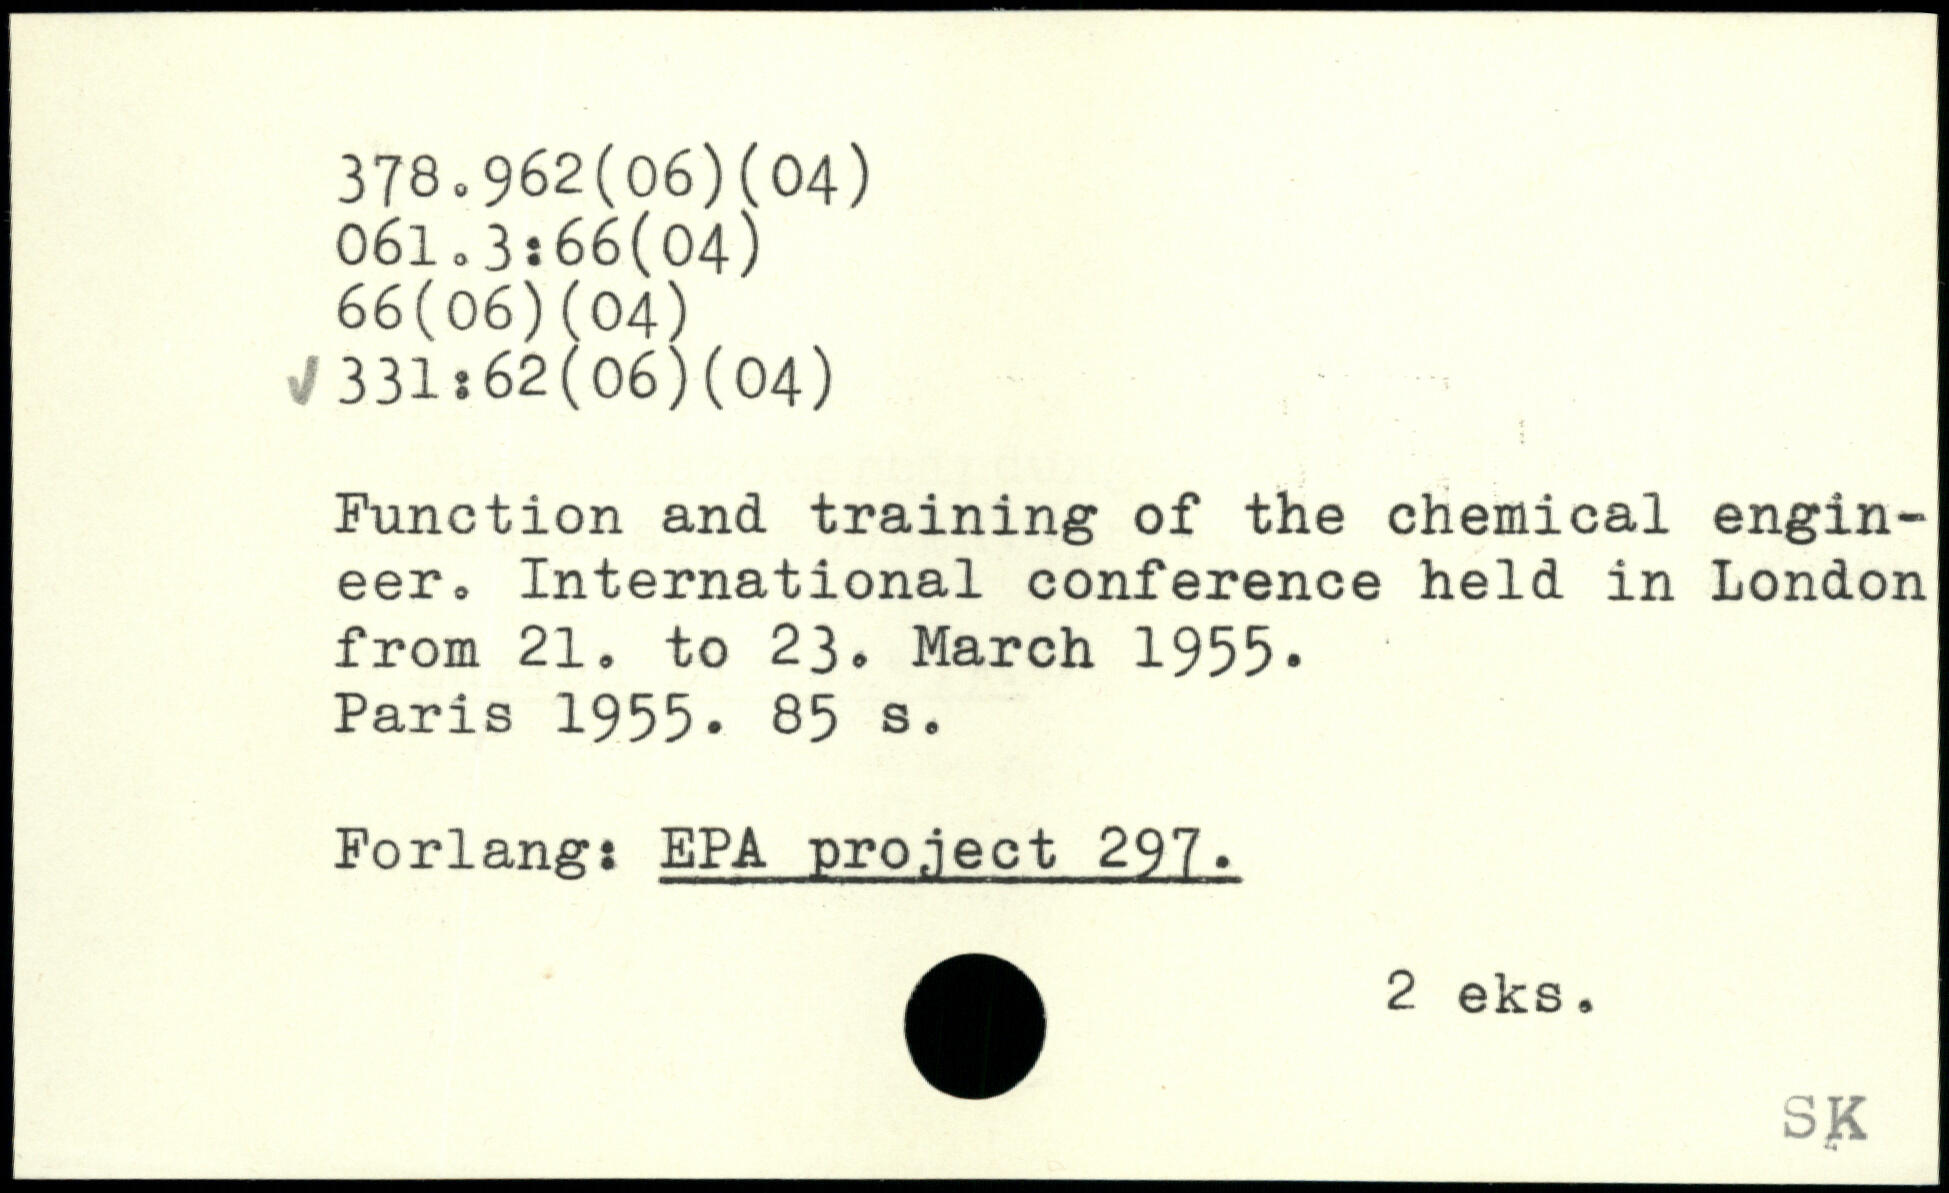 378.962(06)(04)
061.3:66(04)
66(06)(04)
✓ 331:62(06)(04)
Function and training of the chemical engin-
eer. International conference held in London
from 21. to 23. March 1955.
Paris 1955. 85 s.
Forlang: EPA project 297.
2 eks.
SK